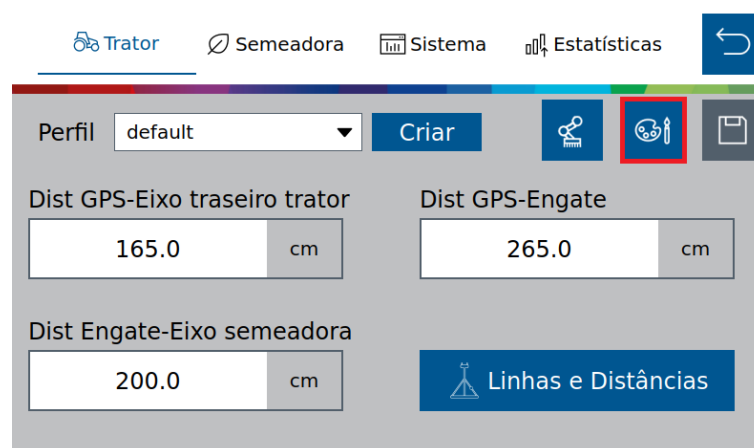 Trator Semeadora Sistema Estatísticas
Perfil default Criar
Dist GPS-Eixo traseiro trator Dist GPS-Engate
165.0 cm 265.0 cm
Dist Engate-Eixo semeadora
200.0 cm Linhas e Distâncias